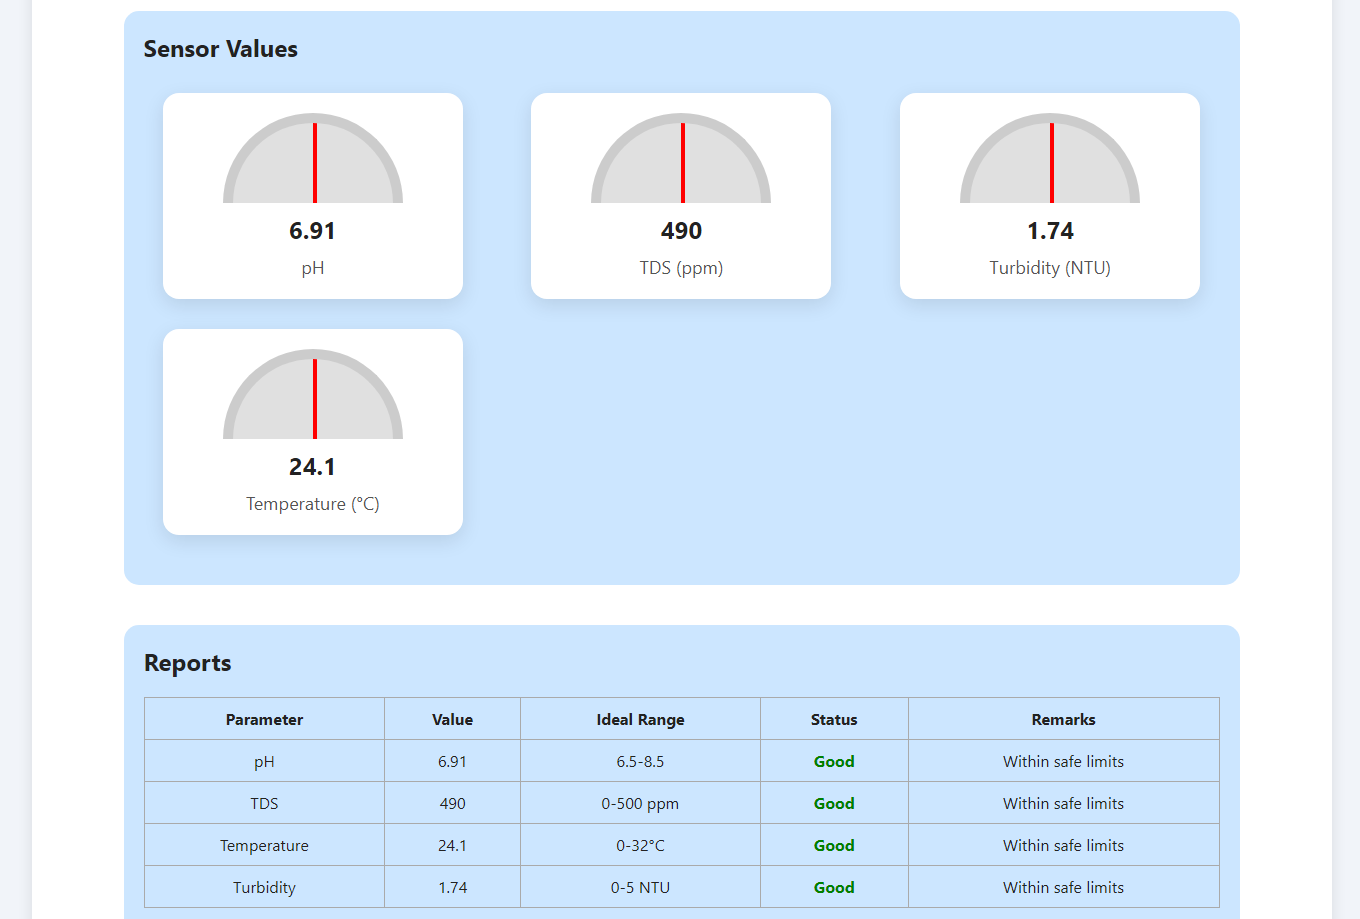 Sensor Values
6.91
pH
490
TDS (ppm)
1.74
Turbidity (NTU)
24.1
Temperature (°C)
Reports
Parameter Value Ideal Range Status Remarks
pH 6.91 6.5-8.5 Good Within safe limits
TDS 490 0-500 ppm Good Within safe limits
Temperature 24.1 0-32°C Good Within safe limits
Turbidity 1.74 0-5 NTU Good Within safe limits